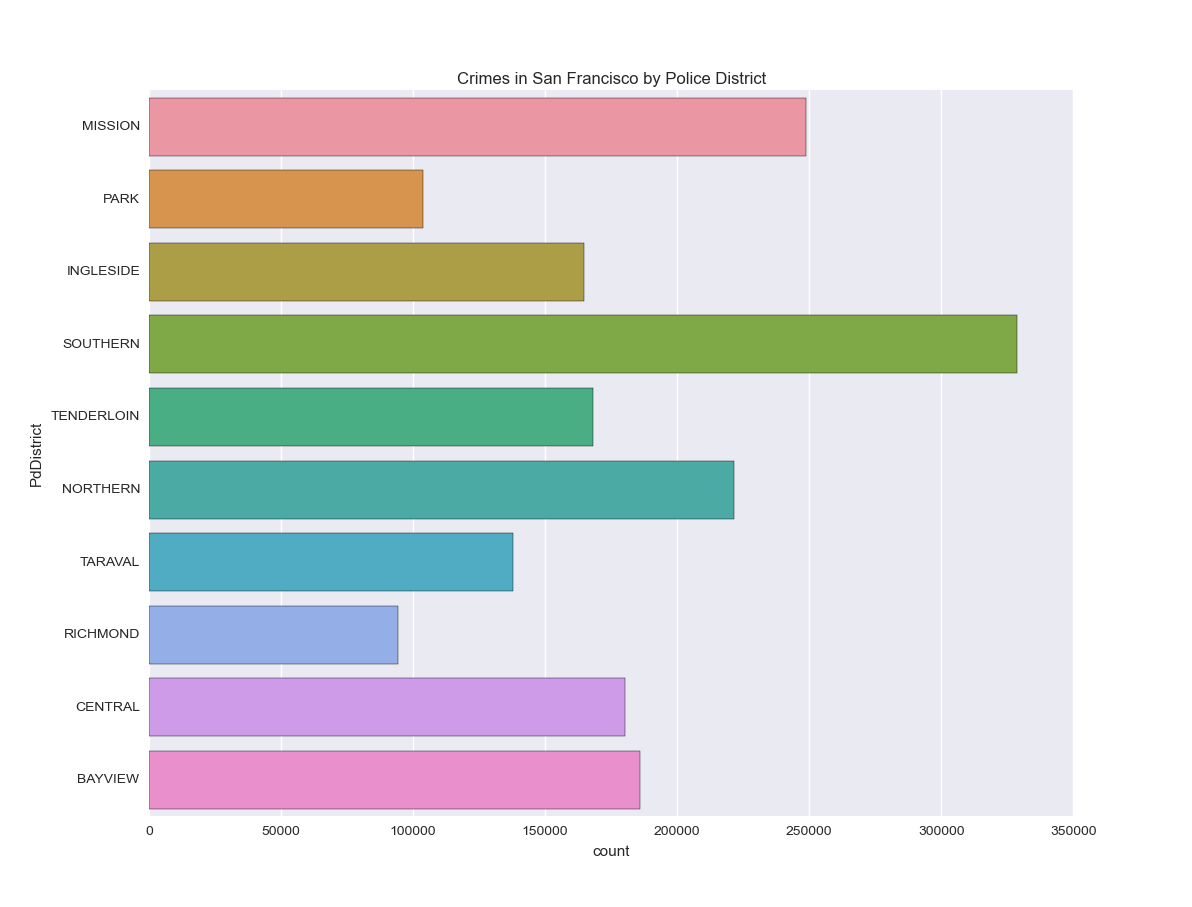 Crimes in San Francisco by Police District
MISSION
PARK
INGLESIDE
SOUTHERN
TENDERLOIN
NORTHERN
TARAVAL
RICHMOND
CENTRAL
BAYVIEW
PdDistrict
0 50000 100000 150000 200000 250000 300000 350000
count